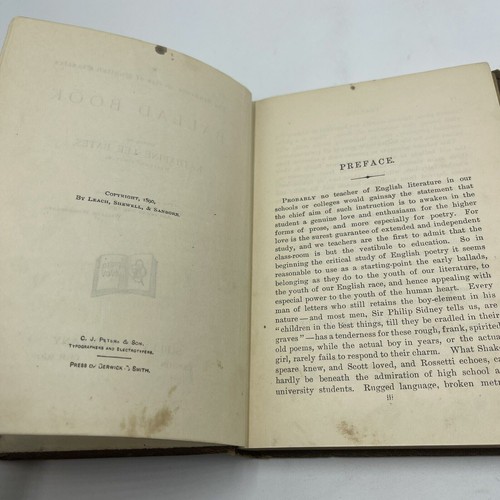 COPYRIGHT, 1890,
BY LEACH, SHEWELL, & SANBORN.
C. J. PETERS & SON,
TYPOGRAPHERS AND ELECTROTYPERS.
PRESS OF BERWICK & SMITH.
PREFACE.
PROBABLY no teacher of English literature in our
schools or colleges would gainsay the statement that
the chief aim of such instruction is to awaken in the
student a genuine love and enthusiasm for the higher
forms of prose, and more especially for poetry. For
love is the surest guarantee of extended and independent
study, and we teachers are the first to admit that the
class-room is but the vestibule to education. So in
beginning the critical study of English poetry it seems
reasonable to use as a starting-point the early ballads,
belonging as they do to the youth of our literature, to
the youth of our English race, and hence appealing with
especial power to the youth of the human heart. Every
man of letters who still retains the boy-element in his
nature — and most men, Sir Philip Sidney tells us, are
"children in the best things, till they be cradled in their
graves" — has a tenderness for these rough, frank, spirited
old poems, while the actual boy in years, or the actual
girl, rarely fails to respond to their charm. What Shake-
speare knew, and Scott loved, and Rossetti echoes, can
hardly be beneath the admiration of high school and
university students. Rugged language, broken metres
iii